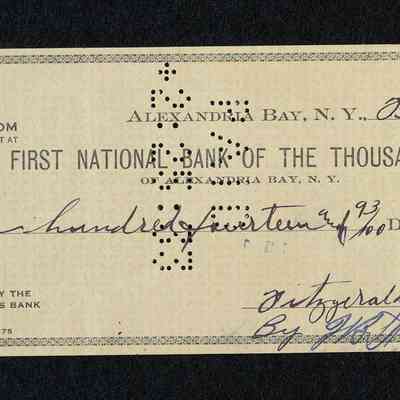 ALEXANDRIA BAY, N. Y.,
OM
T AT
FIRST NATIONAL BANK OF THE THOUSA
OF ALEXANDRIA BAY, N. Y.
hundred fourteen and 93/100 D
Y THE
S BANK
Fitzgerald
75
By